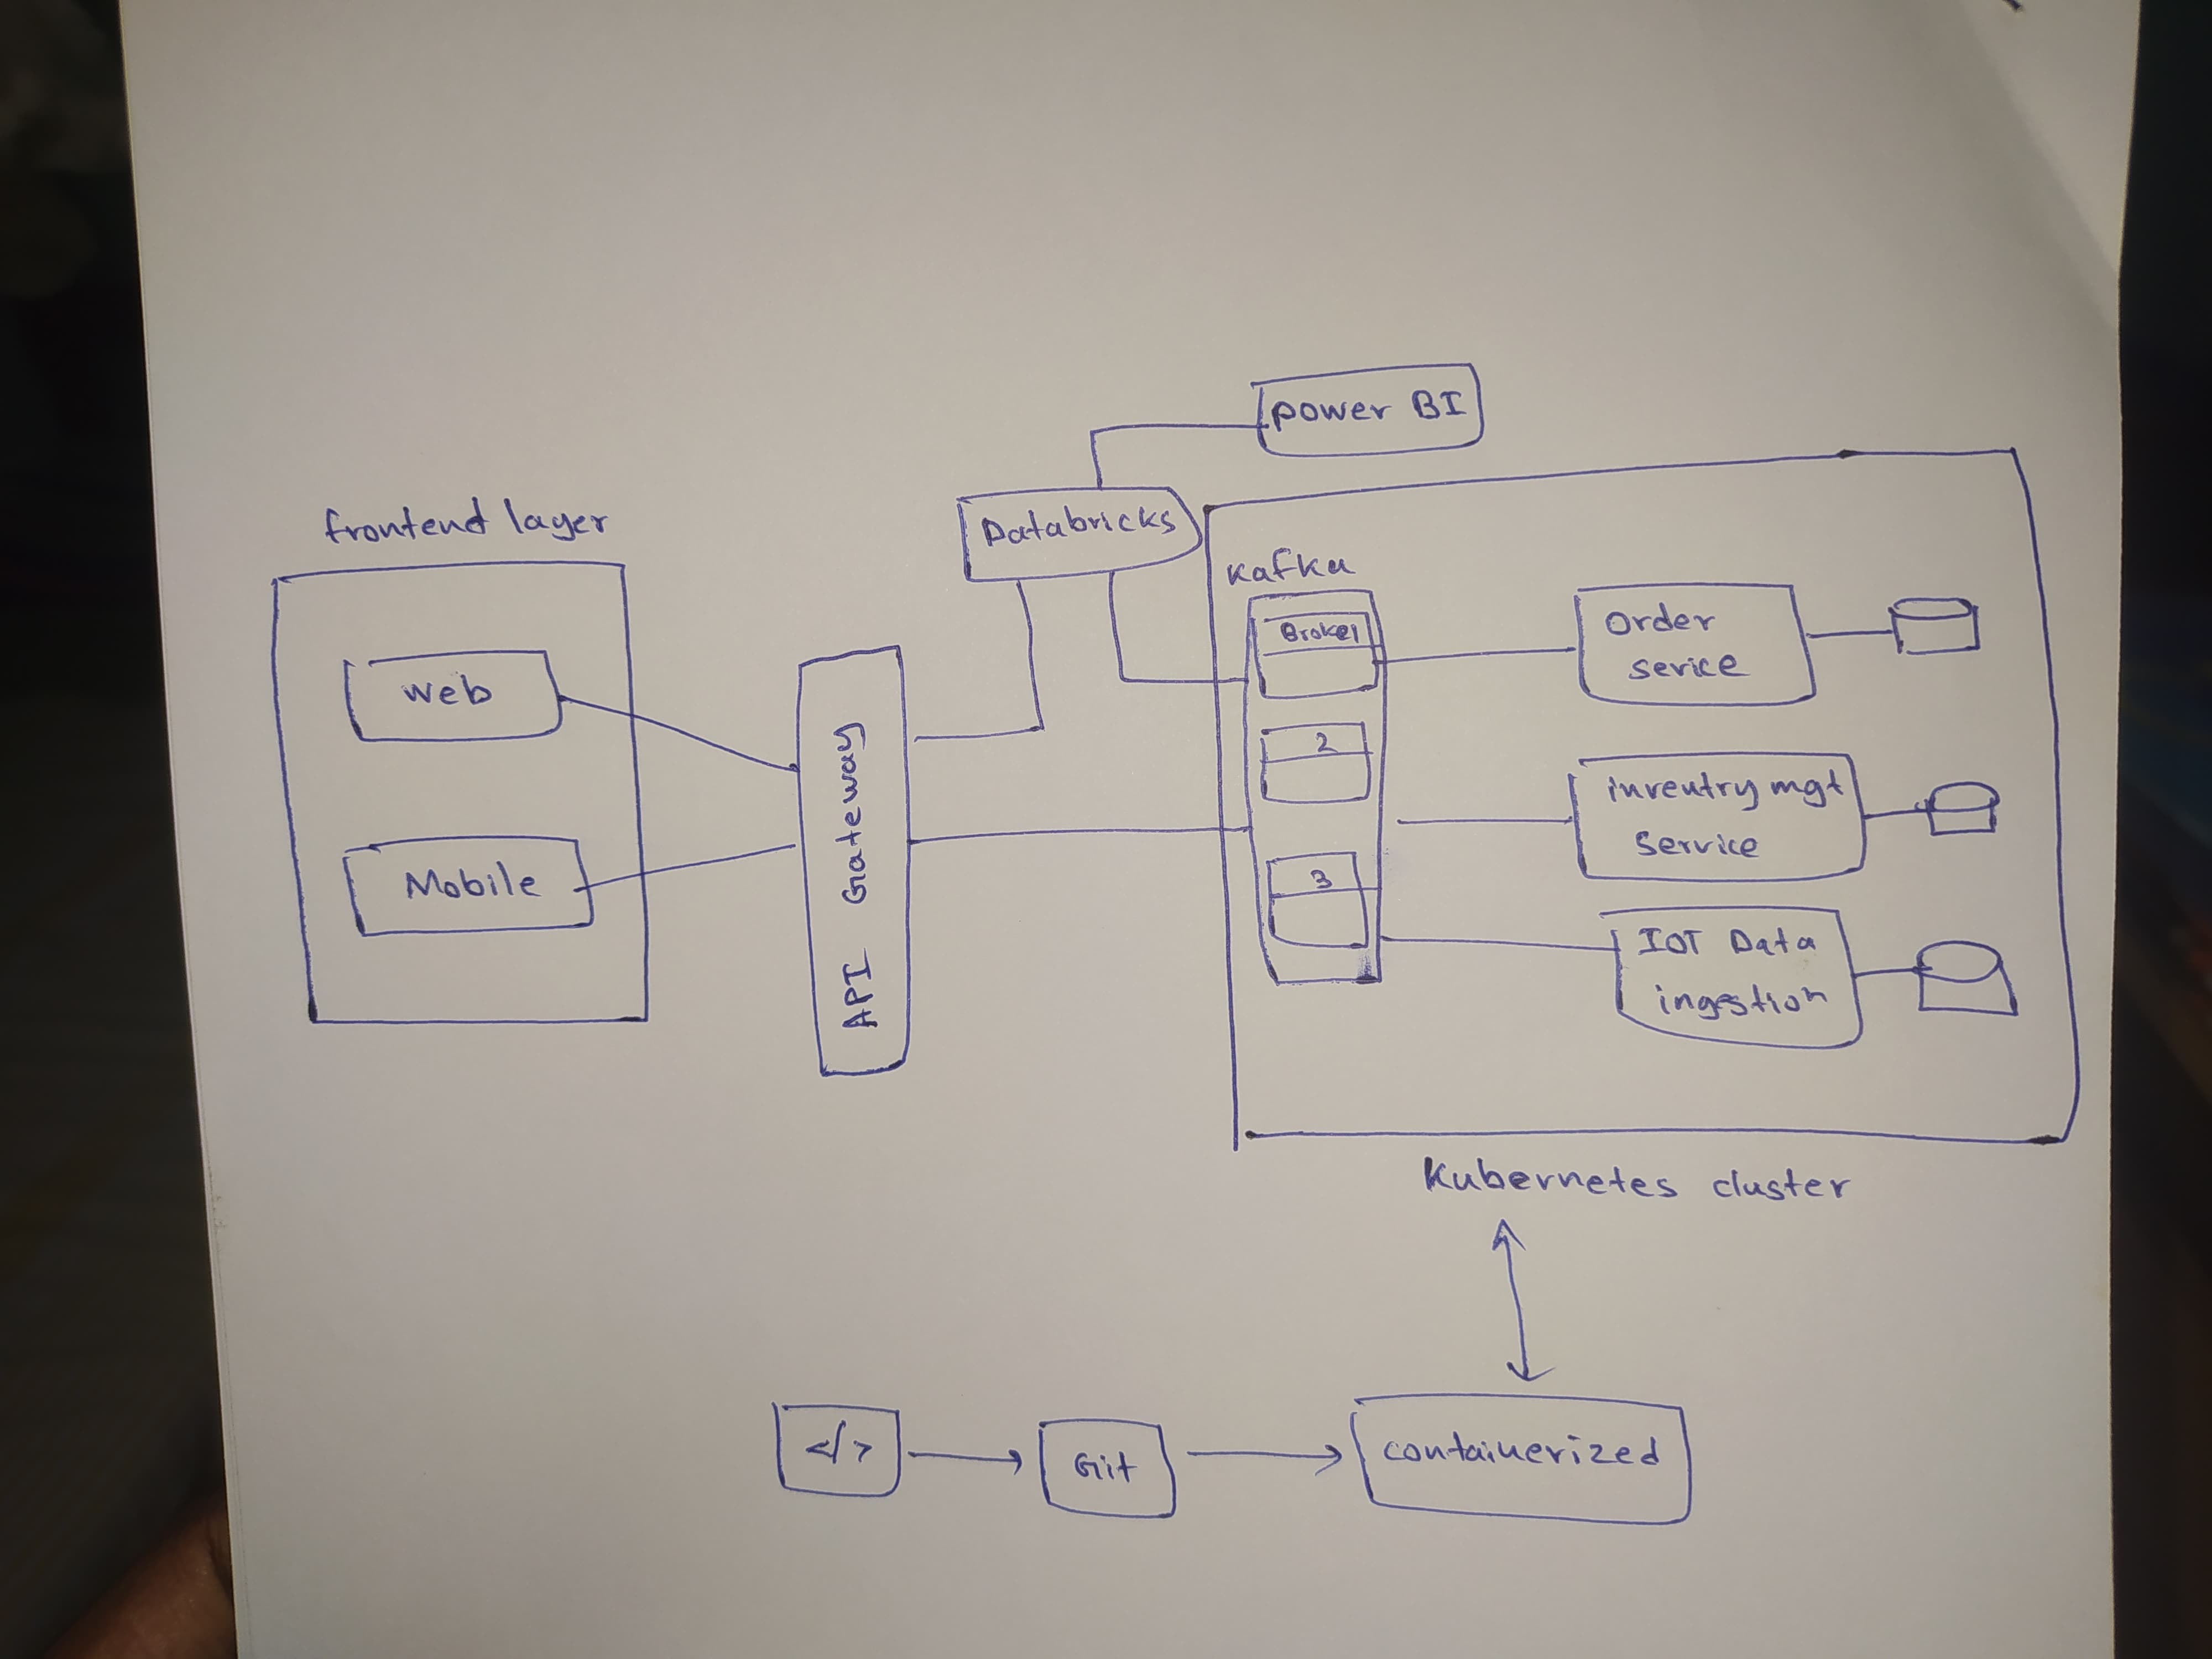 power BI
Databricks
frontend layer
Kafka
Broker1
Order
serice
web
2
inventry mgt
Service
API Gateway
Mobile
3
IOT Data
ingestion
Kubernetes cluster
</>
Git
containerized